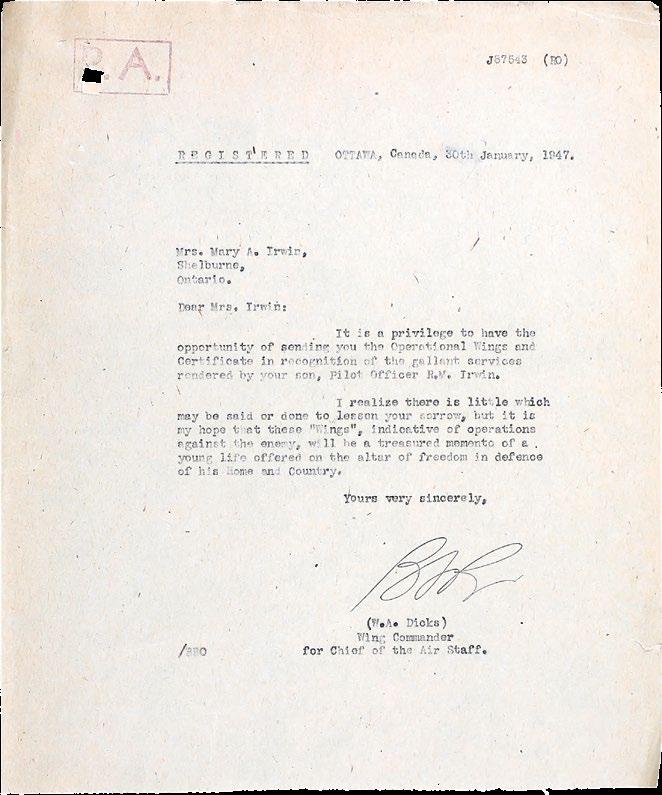 P.A.
J87543 (RO)
REGISTERED OTTAWA, Canada, 30th January, 1947.
Mrs. Mary A. Irwin,
Shelburne,
Ontario.
Dear Mrs. Irwin:
It is a privilege to have the
opportunity of sending you the Operational Wings and
Certificate in recognition of the gallant services
rendered by your son, Pilot Officer R.M. Irwin.
I realize there is little which
may be said or done to lessen your sorrow, but it is
my hope that these "Wings", indicative of operations
against the enemy, will be a treasured memento of a
young life offered on the altar of freedom in defence
of his Home and Country.
Yours very sincerely,
(W.A. Dicks)
Wing Commander
for Chief of the Air Staff.